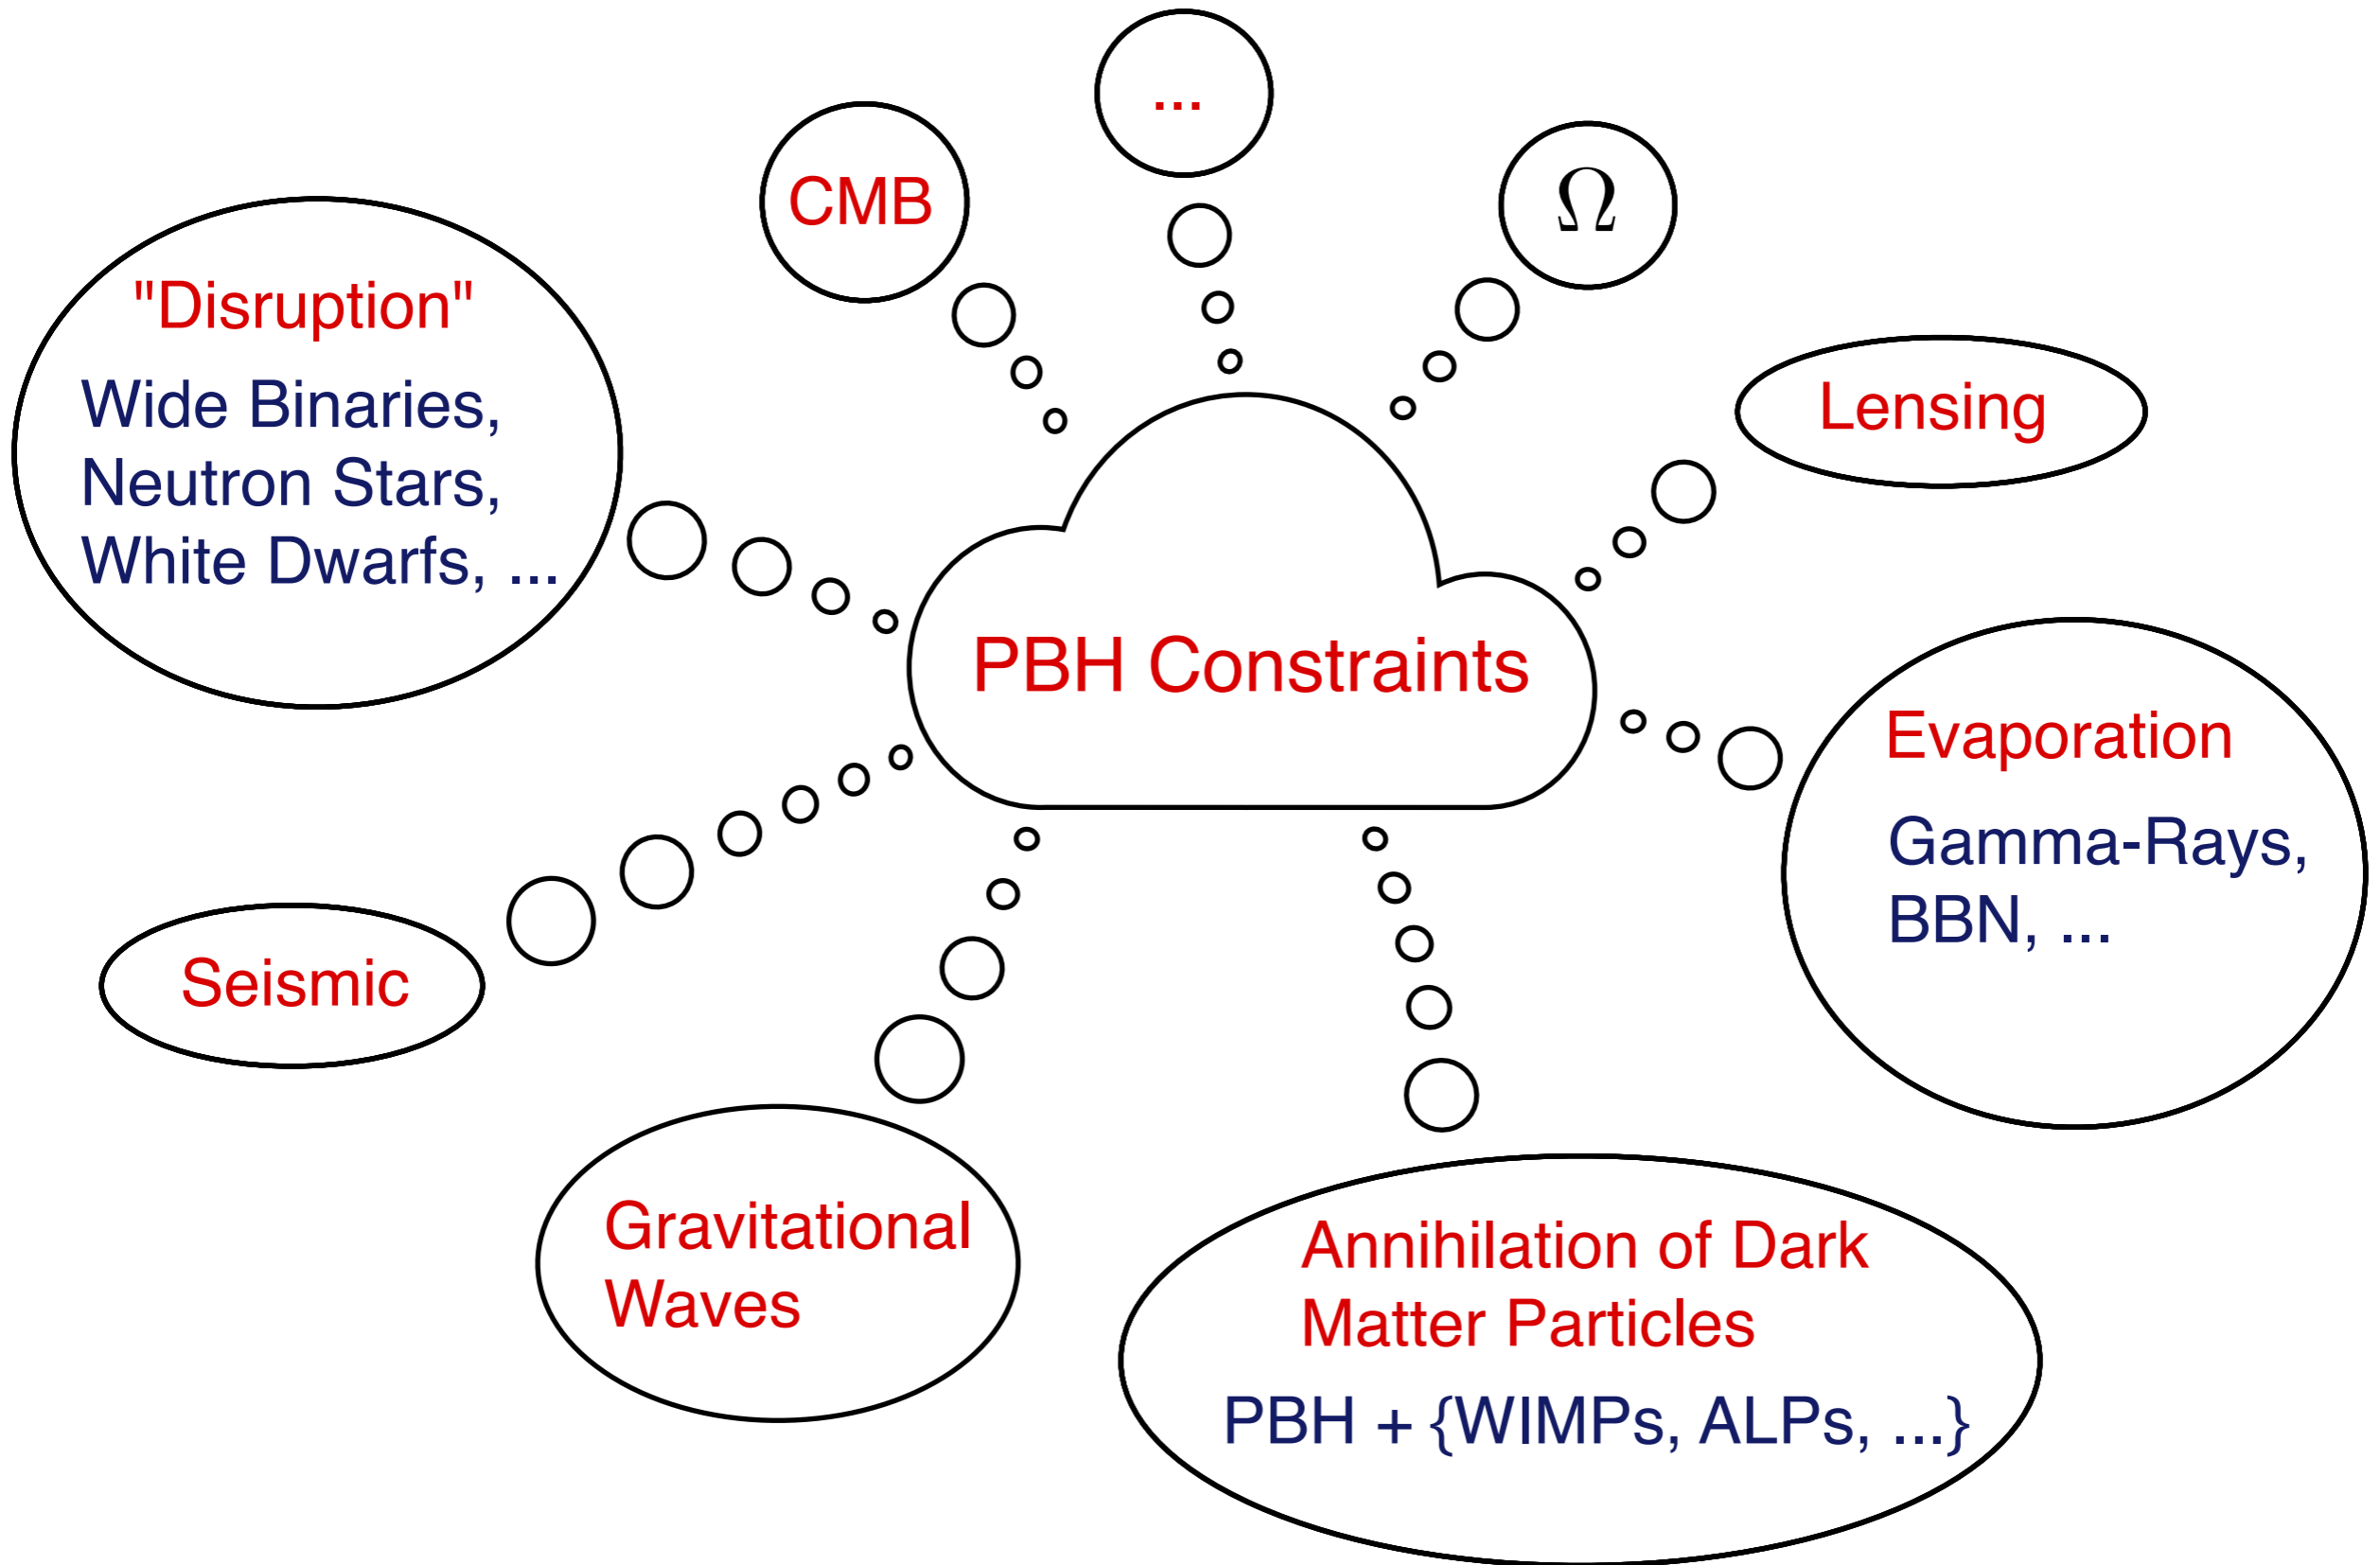 ...
CMB
Ω
"Disruption"
Wide Binaries,
Neutron Stars,
White Dwarfs, ...
Lensing
PBH Constraints
Evaporation
Gamma-Rays,
BBN, ...
Seismic
Gravitational
Waves
Annihilation of Dark
Matter Particles
PBH + {WIMPs, ALPs, ...}